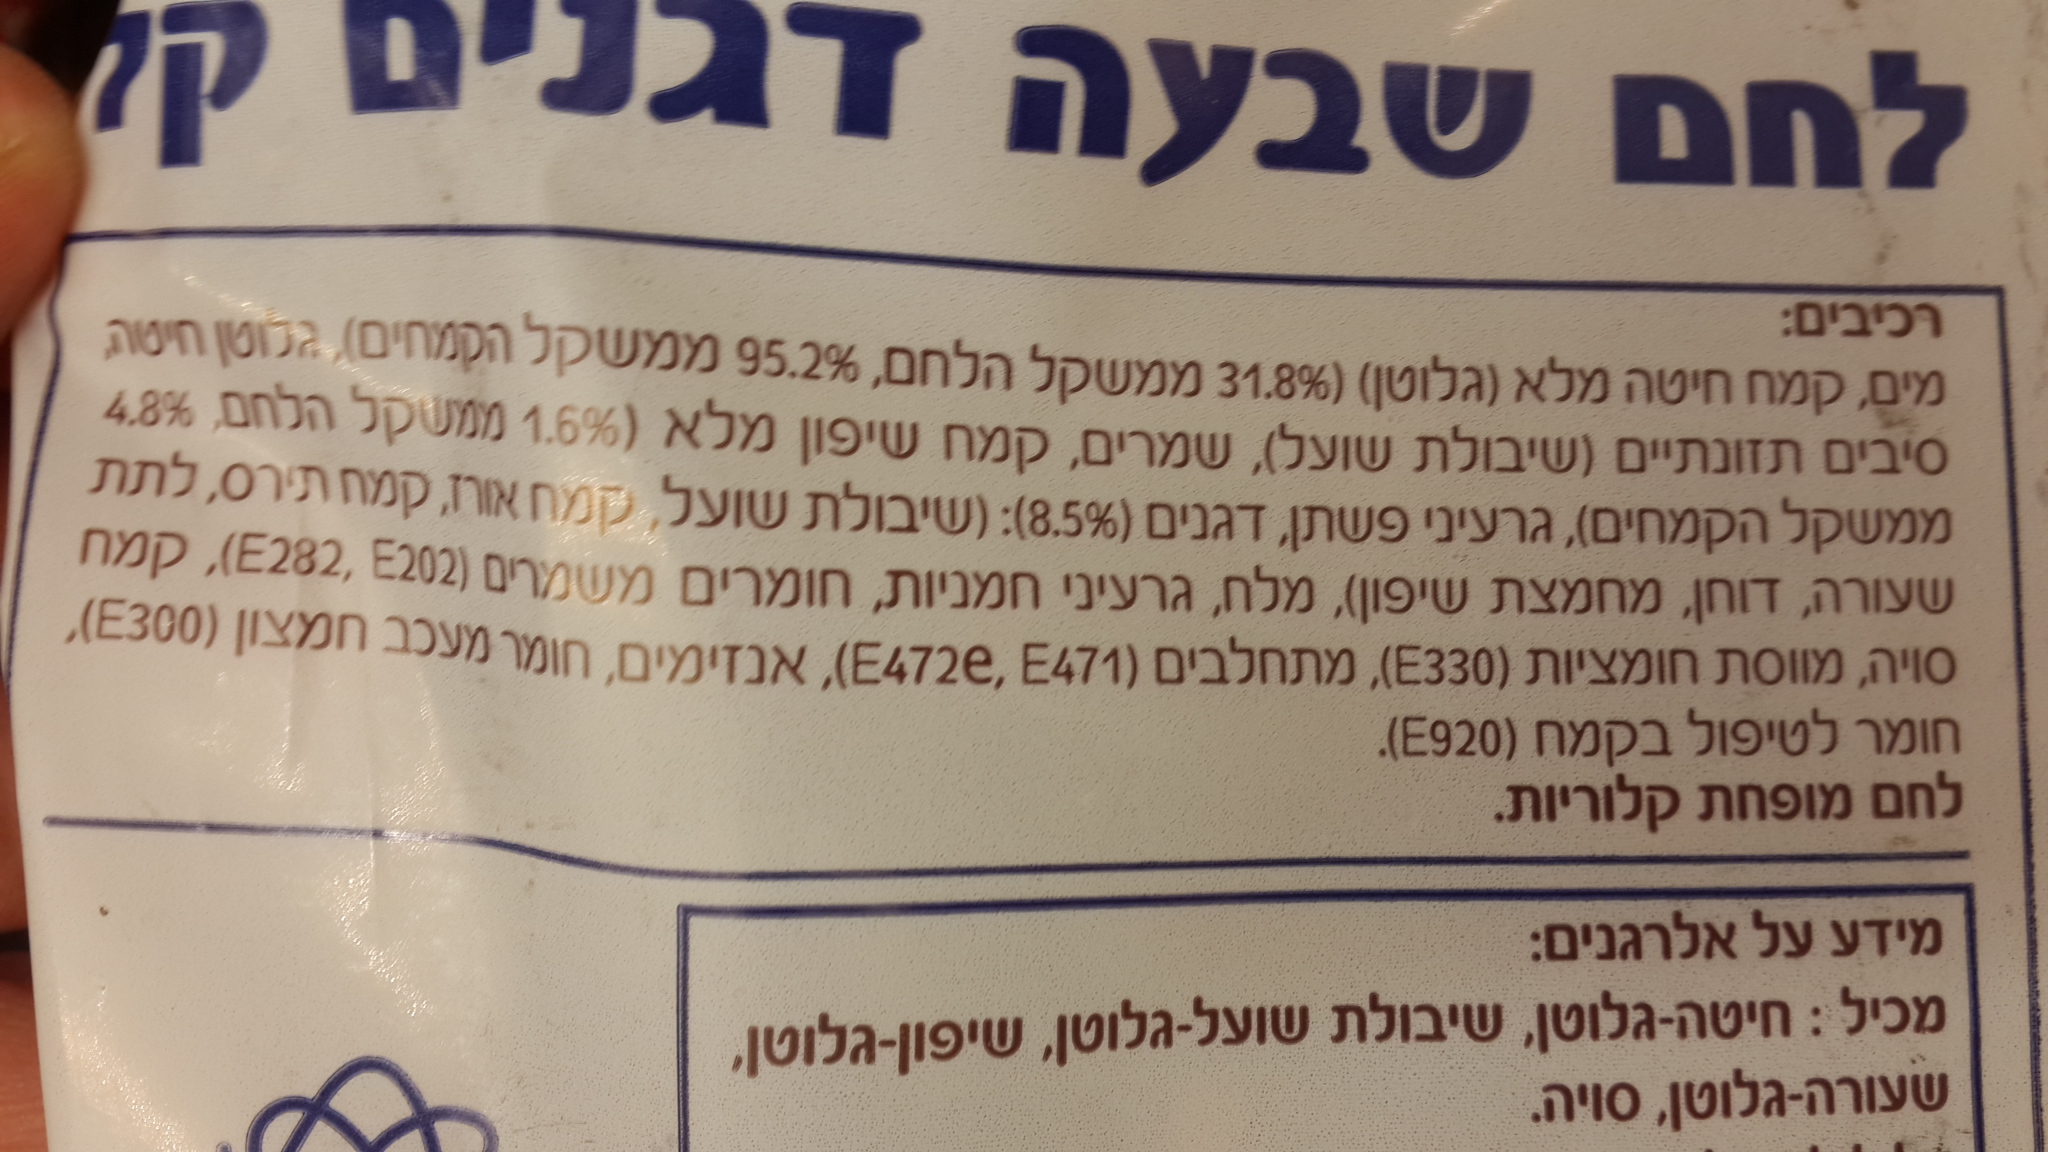 לחם שבעה דגנים קל
רכיבים:
מים, קמח חיטה מלא (גלוטן) (31.8% ממשקל הלחם, 95.2% ממשקל הקמחים), גלוטן חיטה,
סיבים תזונתיים (שיבולת שועל), שמרים, קמח שיפון מלא (1.6% ממשקל הלחם, 4.8%
ממשקל הקמחים), גרעיני פשתן, דגנים (8.5%): (שיבולת שועל, קמח אורז, קמח תירס, לתת
שעורה, דוחן, מחמצת שיפון), מלח, גרעיני חמניות, חומרים משמרים (E282, E202), קמח
סויה, מווסת חומציות (E330), מתחלבים (E472e, E471), אנזימים, חומר מעכב חמצון (E300),
חומר לטיפול בקמח (E920).
לחם מופחת קלוריות.
מידע על אלרגנים:
מכיל : חיטה-גלוטן, שיבולת שועל-גלוטן, שיפון-גלוטן,
שעורה-גלוטן, סויה.